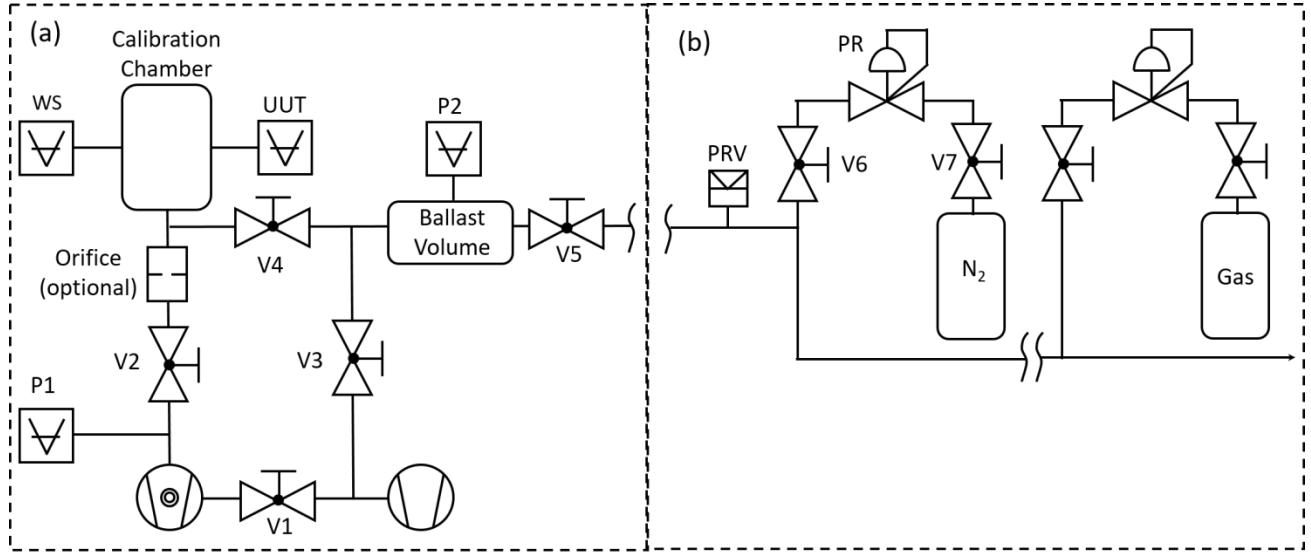 (a)
Calibration
Chamber
WS
UUT
P2
Ballast
Volume
V4
V5
Orifice
(optional)
V2
V3
P1
V1
(b)
PR
PRV
V6
V7
N₂
Gas